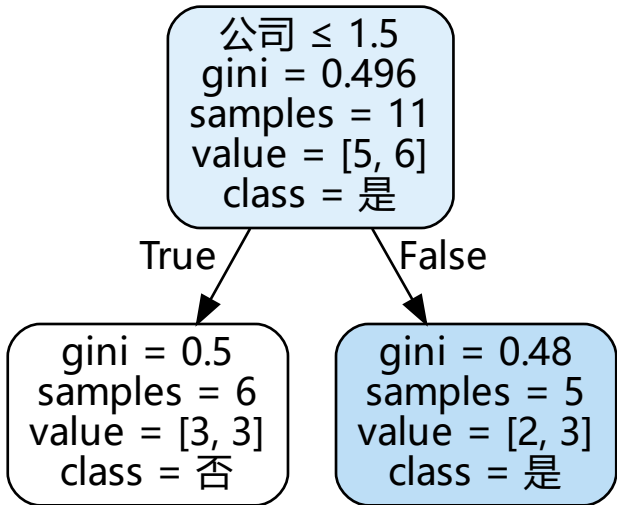 公司 ≤ 1.5
gini = 0.496
samples = 11
value = [5, 6]
class = 是
True
False
gini = 0.5
samples = 6
value = [3, 3]
class = 否
gini = 0.48
samples = 5
value = [2, 3]
class = 是